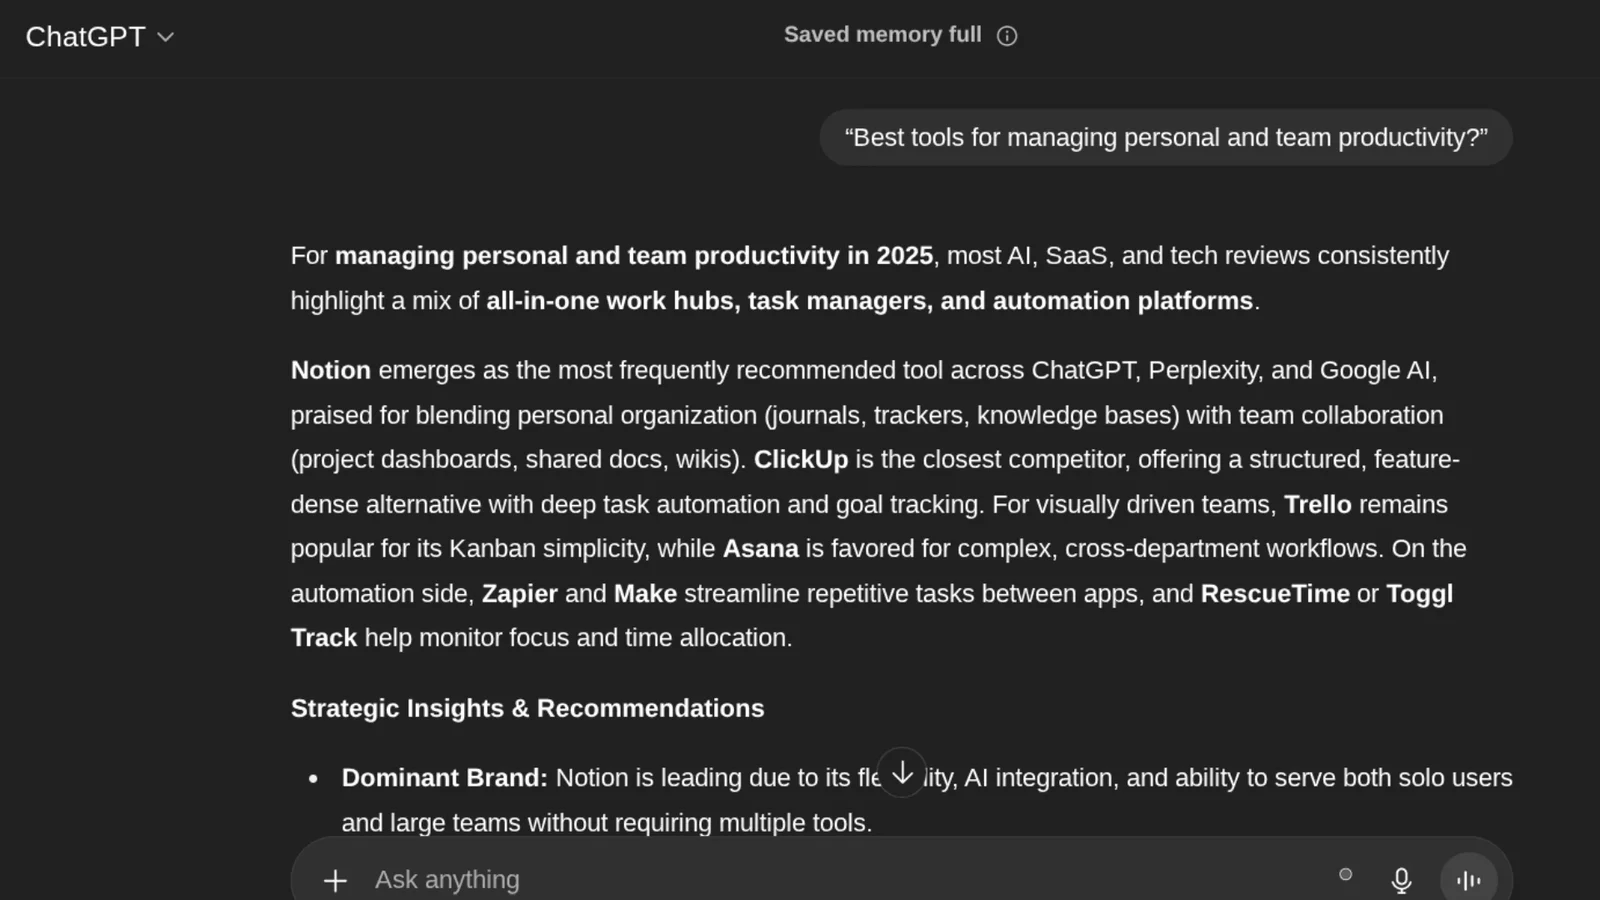 ChatGPT
Saved memory full
“Best tools for managing personal and team productivity?”
For managing personal and team productivity in 2025, most AI, SaaS, and tech reviews consistently
highlight a mix of all-in-one work hubs, task managers, and automation platforms.
Notion emerges as the most frequently recommended tool across ChatGPT, Perplexity, and Google AI,
praised for blending personal organization (journals, trackers, knowledge bases) with team collaboration
(project dashboards, shared docs, wikis). ClickUp is the closest competitor, offering a structured, feature-
dense alternative with deep task automation and goal tracking. For visually driven teams, Trello remains
popular for its Kanban simplicity, while Asana is favored for complex, cross-department workflows. On the
automation side, Zapier and Make streamline repetitive tasks between apps, and RescueTime or Toggl
Track help monitor focus and time allocation.
Strategic Insights & Recommendations
• Dominant Brand: Notion is leading due to its AI integration, and ability to serve both solo users
and large teams without requiring multiple tools.
Ask anything